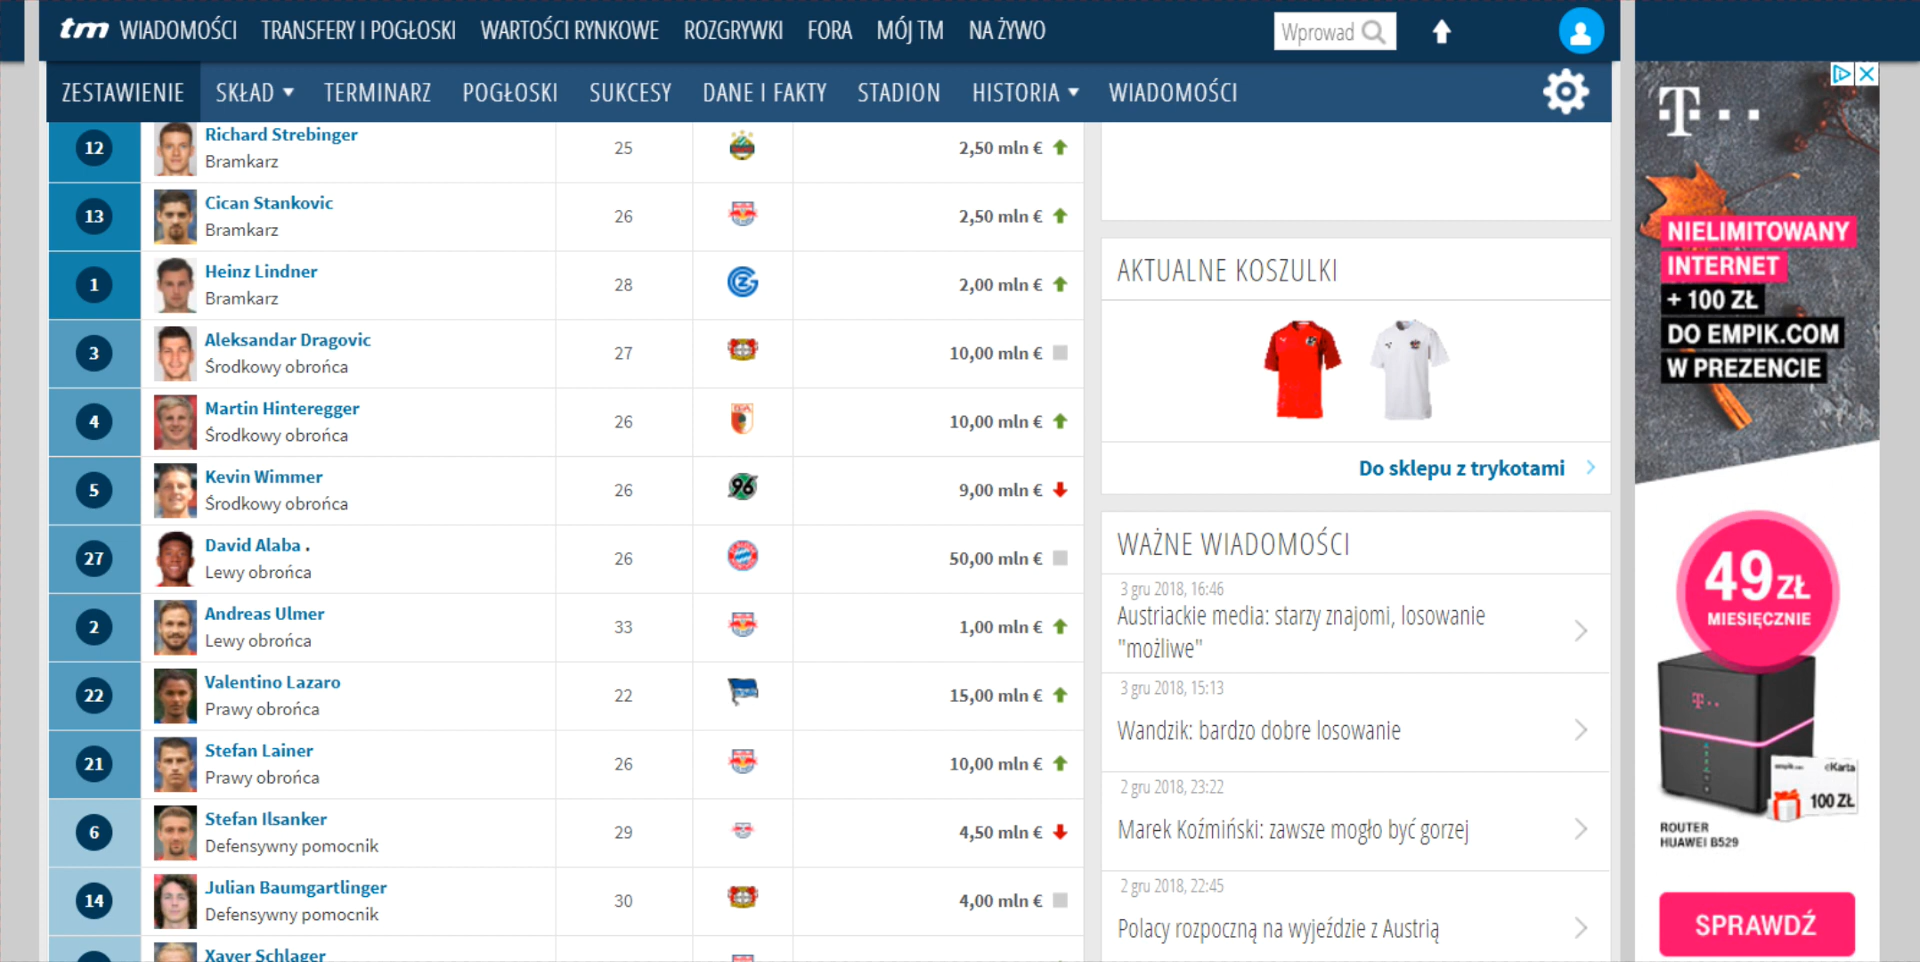 tm WIADOMOŚCI TRANSFERY I POGŁOSKI WARTOŚCI RYNKOWE ROZGRYWKI FORA MÓJ TM NA ŻYWO Wprowad
ZESTAWIENIE SKŁAD TERMINARZ POGŁOSKI SUKCESY DANE I FAKTY STADION HISTORIA WIADOMOŚCI
12 Richard Strebinger 25 2,50 mln €
Bramkarz
13 Cican Stankovic 26 2,50 mln €
Bramkarz
1 Heinz Lindner 28 2,00 mln €
Bramkarz
3 Aleksandar Dragovic 27 10,00 mln €
Środkowy obrońca
4 Martin Hinteregger 26 10,00 mln €
Środkowy obrońca
5 Kevin Wimmer 26 96 9,00 mln €
Środkowy obrońca
27 David Alaba . 26 50,00 mln €
Lewy obrońca
2 Andreas Ulmer 33 1,00 mln €
Lewy obrońca
22 Valentino Lazaro 22 15,00 mln €
Prawy obrońca
21 Stefan Lainer 26 10,00 mln €
Prawy obrońca
6 Stefan Ilsanker 29 4,50 mln €
Defensywny pomocnik
14 Julian Baumgartlinger 30 4,00 mln €
Defensywny pomocnik
Xaver Schlager
AKTUALNE KOSZULKI
Do sklepu z trykotami
WAŻNE WIADOMOŚCI
3 gru 2018, 16:46
Austriackie media: starzy znajomi, losowanie
"możliwe"
3 gru 2018, 15:13
Wandzik: bardzo dobre losowanie
2 gru 2018, 23:22
Marek Koźmiński: zawsze mogło być gorzej
2 gru 2018, 22:45
Polacy rozpoczną na wyjeździe z Austrią
T
NIELIMITOWANY
INTERNET
+ 100 ZŁ
DO EMPIK.COM
W PREZENCIE
49 ZŁ
MIESIĘCZNIE
eKarta
100 ZŁ
ROUTER
HUAWEI B529
SPRAWDŹ